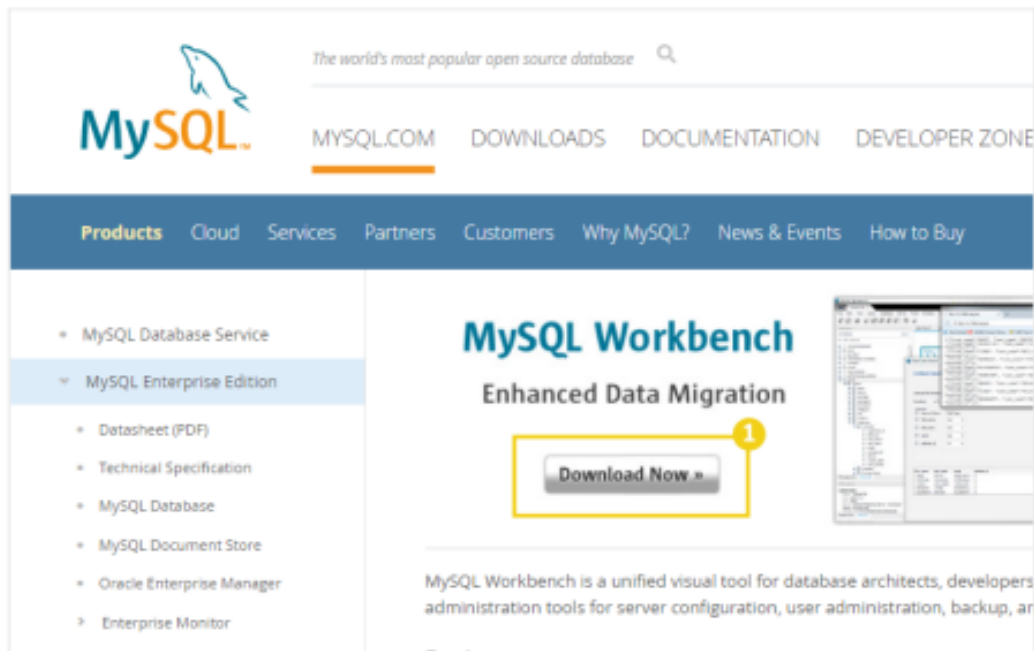 The world's most popular open source database
MySQL™
MYSQL.COM DOWNLOADS DOCUMENTATION DEVELOPER ZONE
Products Cloud Services Partners Customers Why MySQL? News & Events How to Buy
MySQL Database Service
MySQL Enterprise Edition
Datasheet (PDF)
Technical Specification
MySQL Database
MySQL Document Store
Oracle Enterprise Manager
Enterprise Monitor
MySQL Workbench
Enhanced Data Migration
1
Download Now »
MySQL Workbench is a unified visual tool for database architects, developers
administration tools for server configuration, user administration, backup,